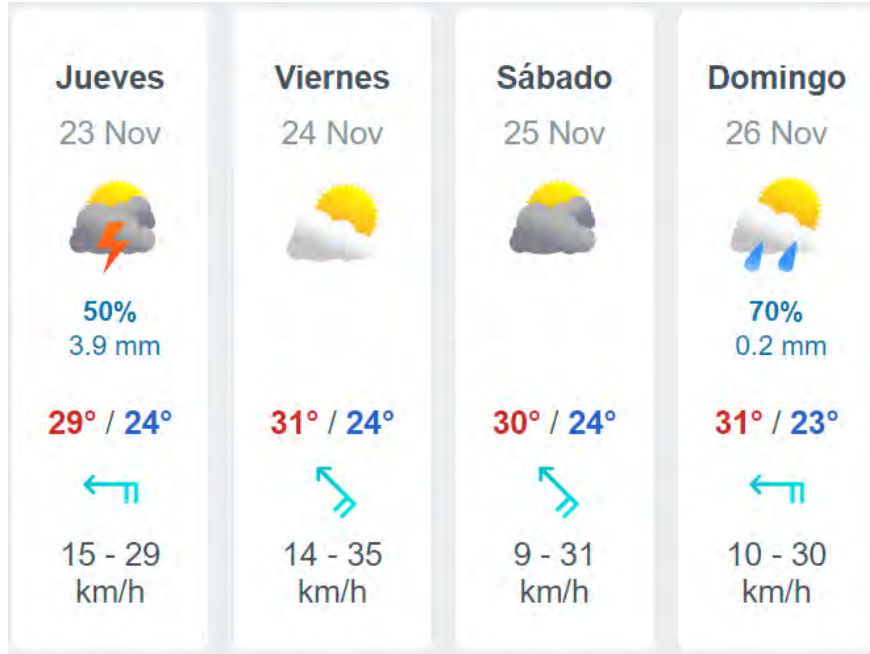 Jueves
23 Nov
50%
3.9 mm
29° / 24°
15 - 29
km/h
Viernes
24 Nov
31° / 24°
14 - 35
km/h
Sábado
25 Nov
30° / 24°
9 - 31
km/h
Domingo
26 Nov
70%
0.2 mm
31° / 23°
10 - 30
km/h